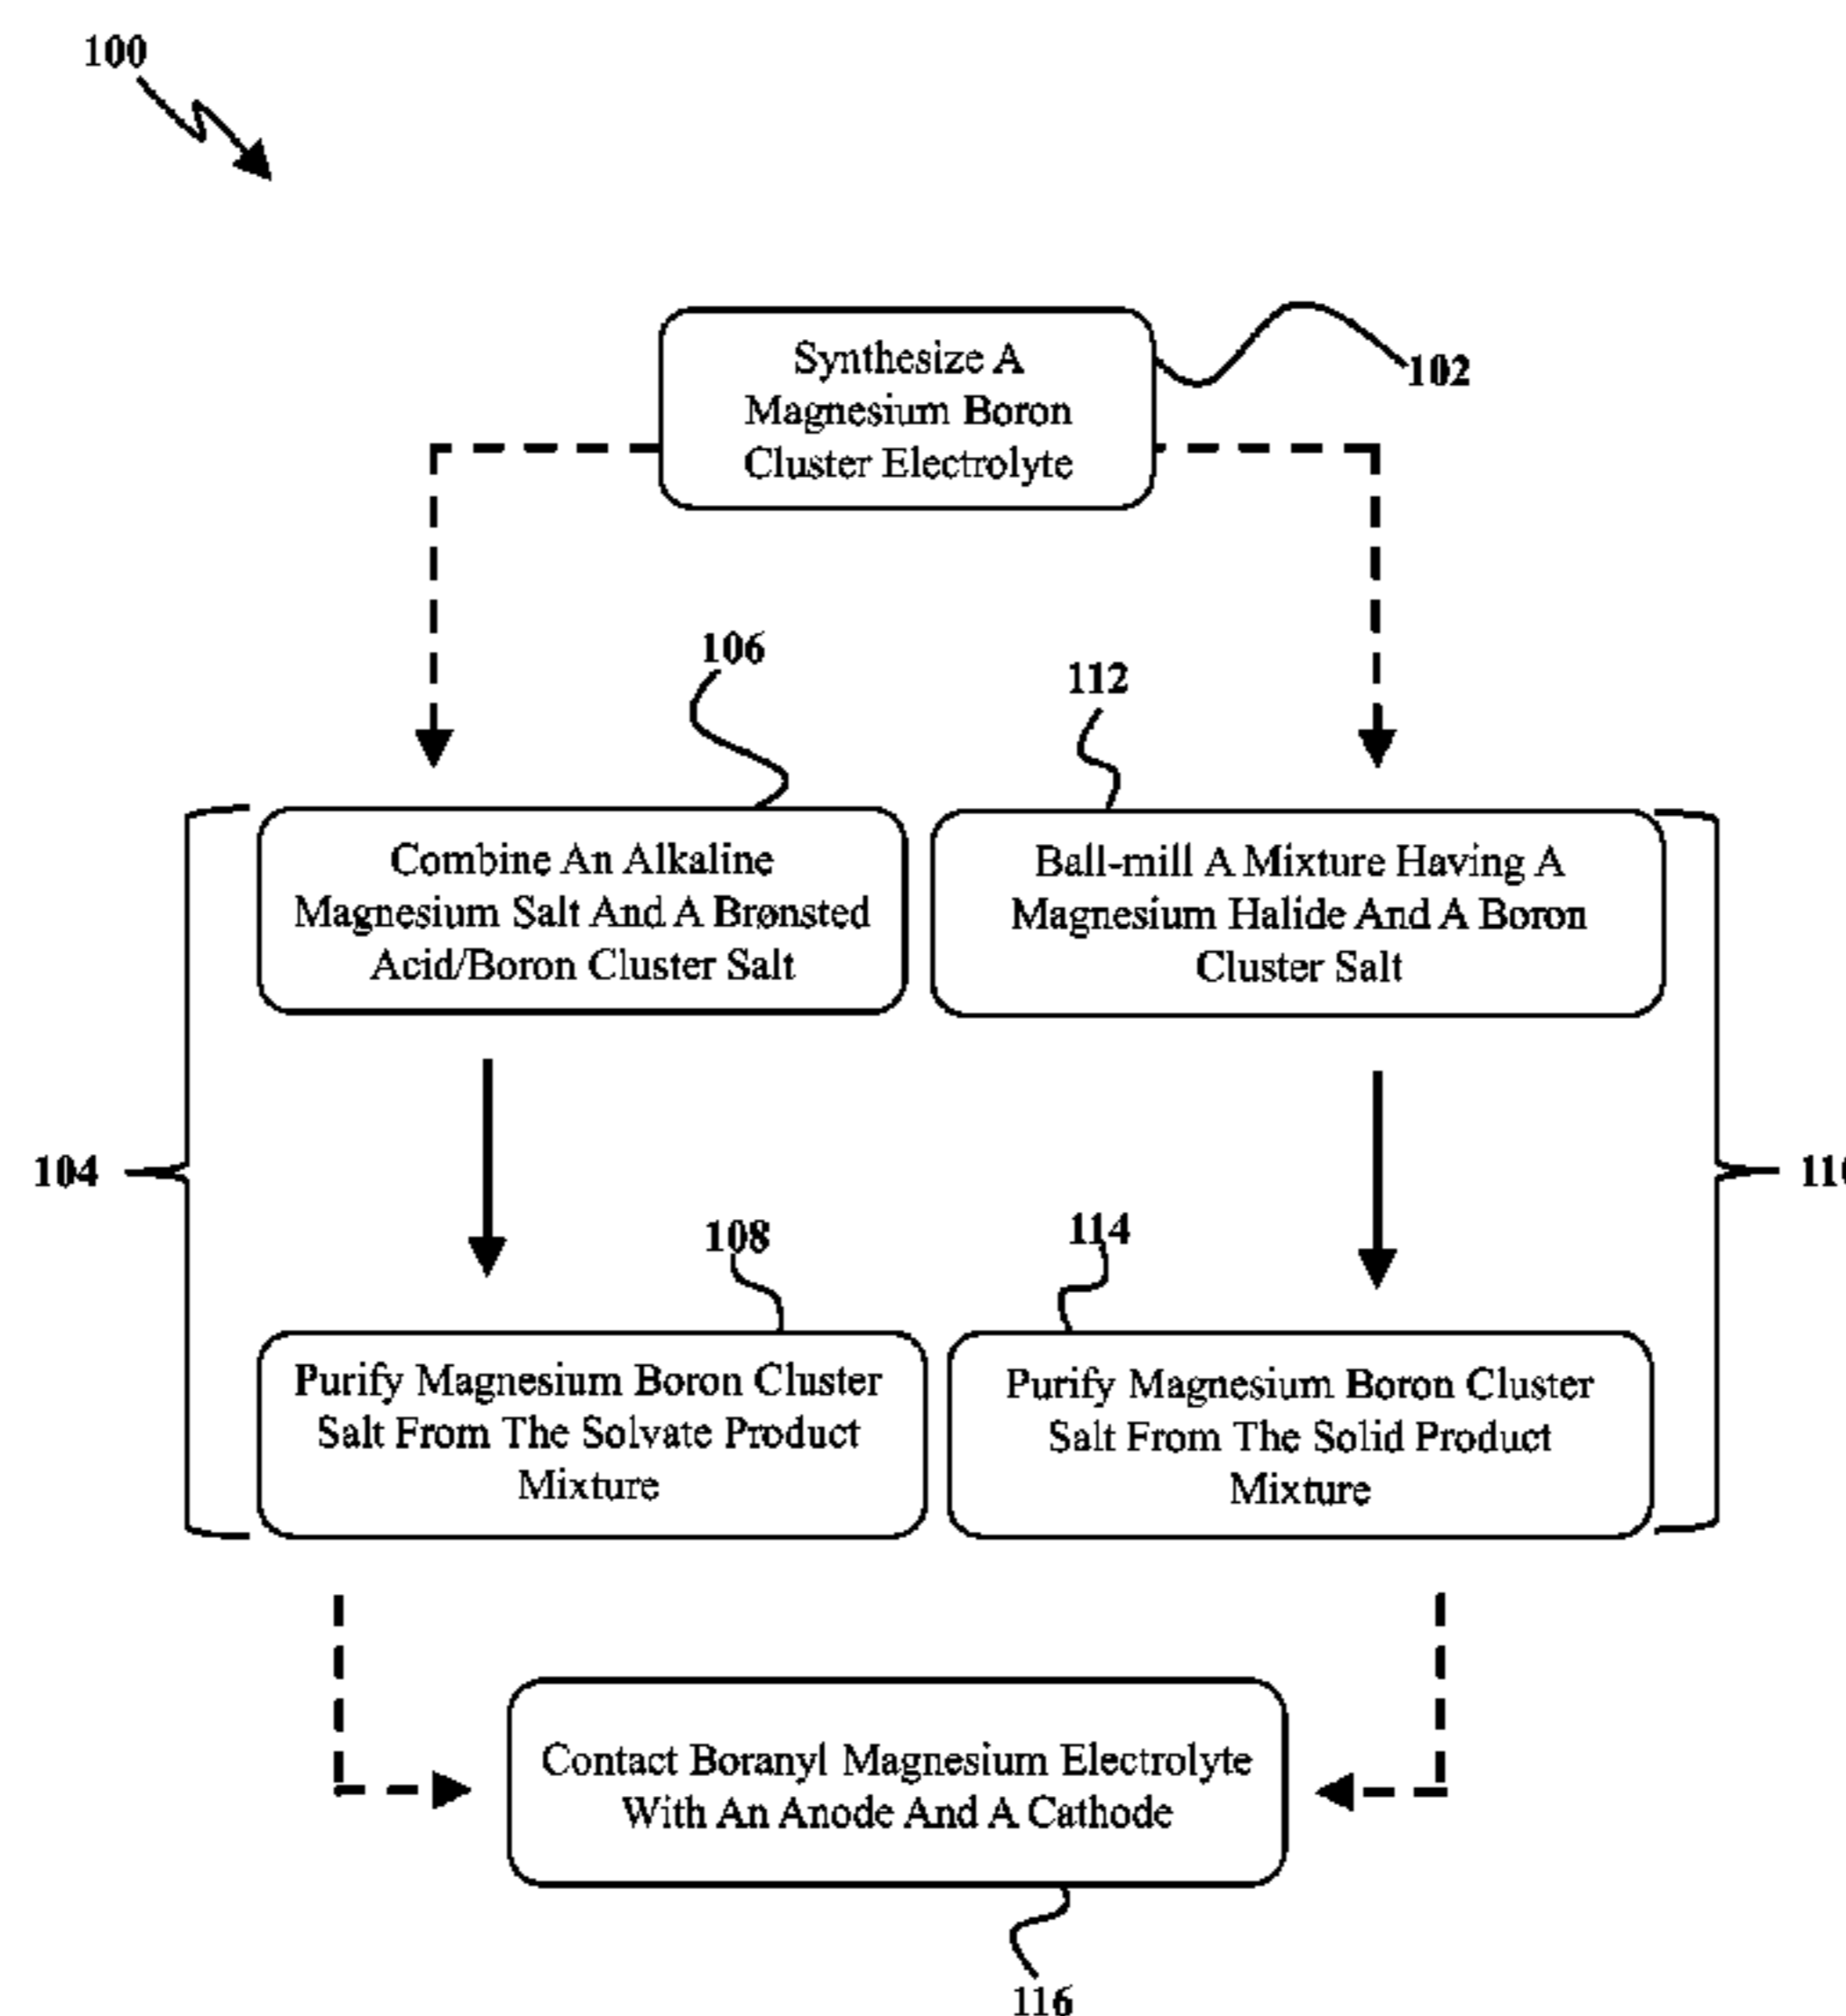 100
Synthesize A
Magnesium Boron
Cluster Electrolyte
102
106
112
Combine An Alkaline
Magnesium Salt And A Brønsted
Acid/Boron Cluster Salt
Ball-mill A Mixture Having A
Magnesium Halide And A Boron
Cluster Salt
104
108
114
Purify Magnesium Boron Cluster
Salt From The Solvate Product
Mixture
Purify Magnesium Boron Cluster
Salt From The Solid Product
Mixture
Contact Boranyl Magnesium Electrolyte
With An Anode And A Cathode
116